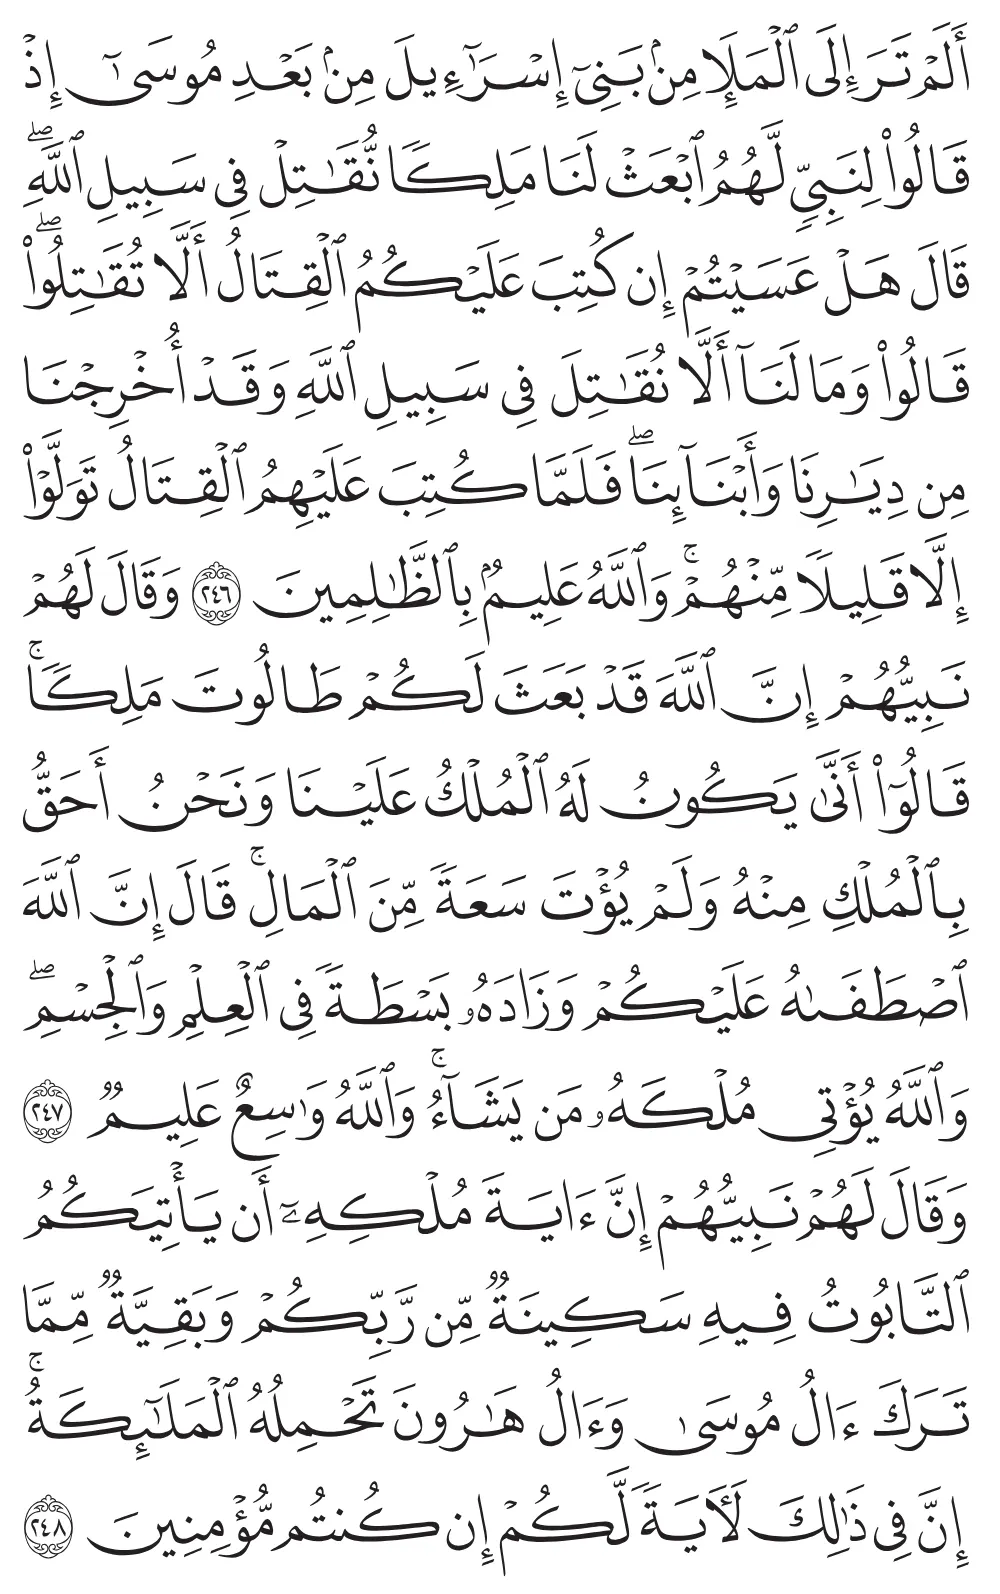 أَلَمْ تَرَ إِلَى ٱلْمَلَإِ مِنۢ بَنِىٓ إِسْرَٰٓءِيلَ مِنۢ بَعْدِ مُوسَىٰٓ إِذْ
قَالُوا۟ لِنَبِىٍّ لَّهُمُ ٱبْعَثْ لَنَا مَلِكًا نُّقَٰتِلْ فِى سَبِيلِ ٱللَّهِ ۖ
قَالَ هَلْ عَسَيْتُمْ إِن كُتِبَ عَلَيْكُمُ ٱلْقِتَالُ أَلَّا تُقَٰتِلُوا۟ ۖ
قَالُوا۟ وَمَا لَنَآ أَلَّا نُقَٰتِلَ فِى سَبِيلِ ٱللَّهِ وَقَدْ أُخْرِجْنَا
مِن دِيَٰرِنَا وَأَبْنَآئِنَا ۖ فَلَمَّا كُتِبَ عَلَيْهِمُ ٱلْقِتَالُ تَوَلَّوْا۟
إِلَّا قَلِيلًا مِّنْهُمْ ۚ وَٱللَّهُ عَلِيمٌۢ بِٱلظَّٰلِمِينَ ٢٤٦ وَقَالَ لَهُمْ
نَبِيُّهُمْ إِنَّ ٱللَّهَ قَدْ بَعَثَ لَكُمْ طَالُوتَ مَلِكًا ۚ
قَالُوٓا۟ أَنَّىٰ يَكُونُ لَهُ ٱلْمُلْكُ عَلَيْنَا وَنَحْنُ أَحَقُّ
بِٱلْمُلْكِ مِنْهُ وَلَمْ يُؤْتَ سَعَةً مِّنَ ٱلْمَالِ ۚ قَالَ إِنَّ ٱللَّهَ
ٱصْطَفَىٰهُ عَلَيْكُمْ وَزَادَهُۥ بَسْطَةً فِى ٱلْعِلْمِ وَٱلْجِسْمِ ۖ
وَٱللَّهُ يُؤْتِى مُلْكَهُۥ مَن يَشَآءُ ۚ وَٱللَّهُ وَٰسِعٌ عَلِيمٌ ٢٤٧
وَقَالَ لَهُمْ نَبِيُّهُمْ إِنَّ ءَايَةَ مُلْكِهِۦٓ أَن يَأْتِيَكُمُ
ٱلتَّابُوتُ فِيهِ سَكِينَةٌ مِّن رَّبِّكُمْ وَبَقِيَّةٌ مِّمَّا
تَرَكَ ءَالُ مُوسَىٰ وَءَالُ هَٰرُونَ تَحْمِلُهُ ٱلْمَلَٰٓئِكَةُ ۚ
إِنَّ فِى ذَٰلِكَ لَءَايَةً لَّكُمْ إِن كُنتُم مُّؤْمِنِينَ ٢٤٨